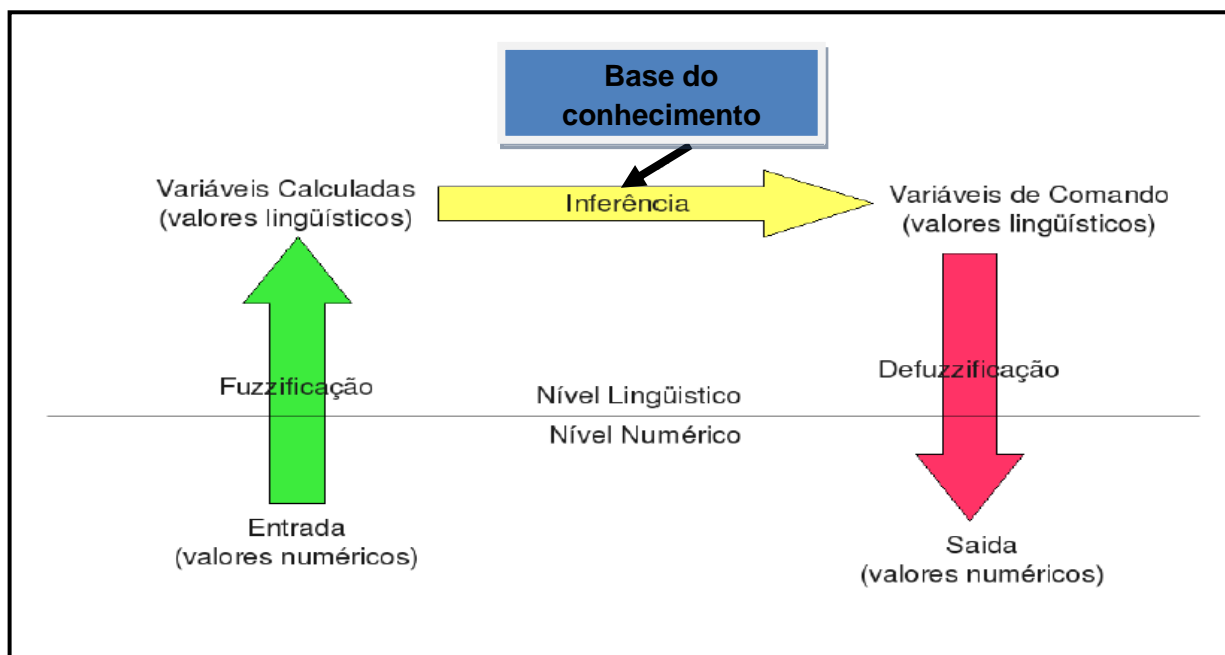 Base do
conhecimento
Variáveis Calculadas
(valores lingüísticos)
Inferência
Variáveis de Comando
(valores lingüísticos)
Fuzzificação
Defuzzificação
Nível Lingüistico
Nível Numérico
Entrada
(valores numéricos)
Saida
(valores numéricos)